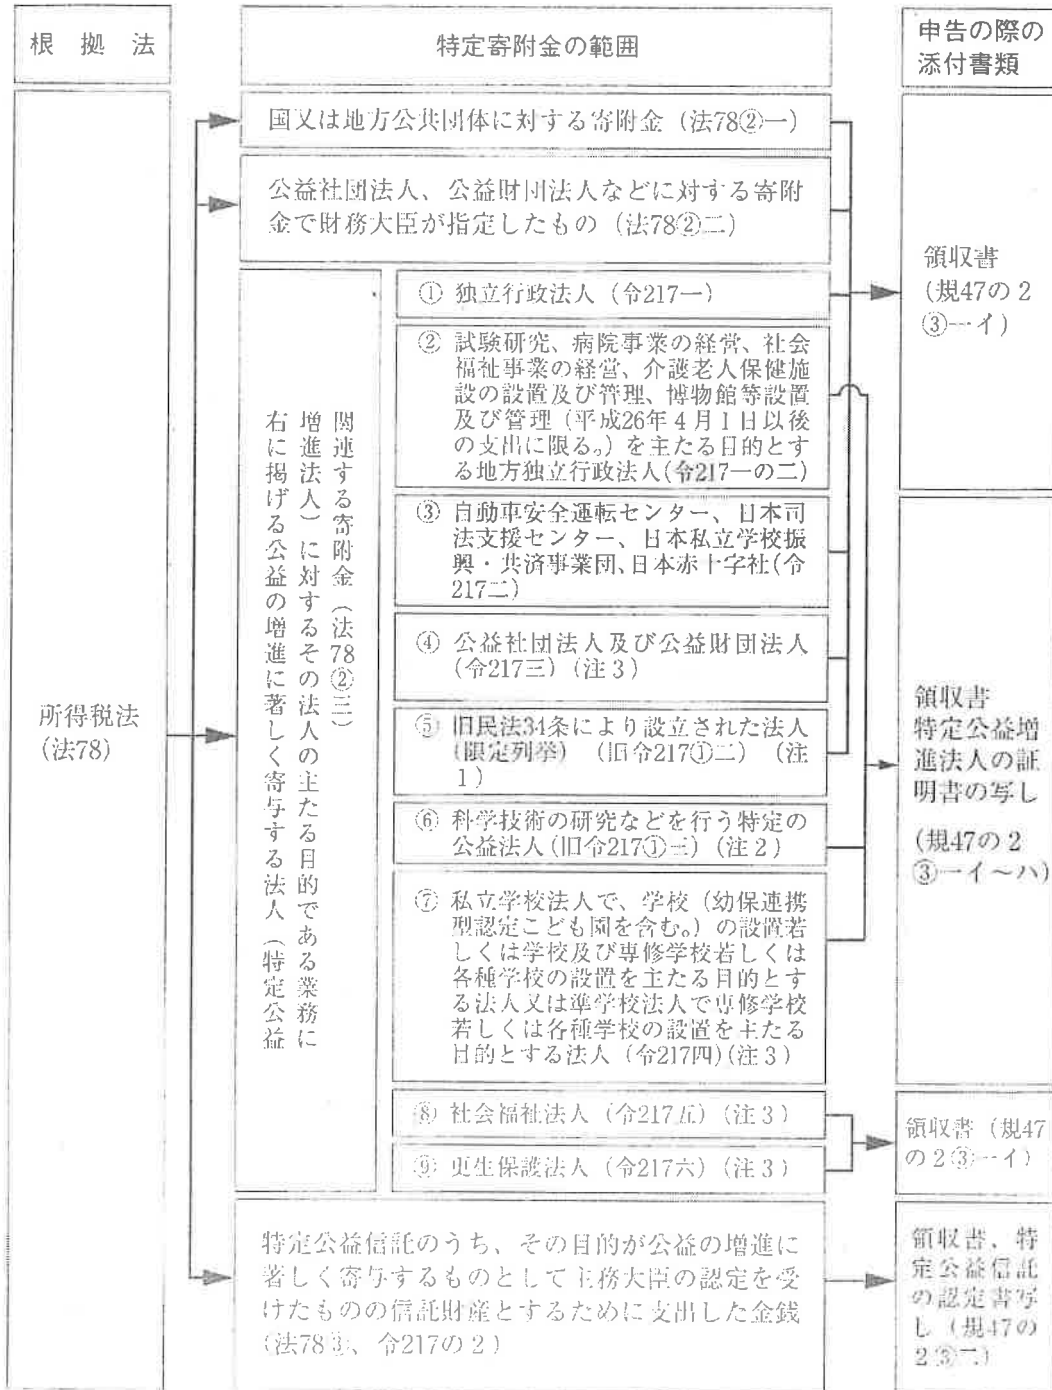 根拠法
特定寄附金の範囲
申告の際の
添付書類
所得税法
(法78)
国又は地方公共団体に対する寄附金(法78②一)
公益社団法人、公益財団法人などに対する寄附
金で財務大臣が指定したもの(法78②二)
右に掲げる公益の増進に著しく寄与する法人(特定公益
増進法人)に対するその法人の主たる目的である業務に
関連する寄附金(法78②三)
① 独立行政法人(令217一)
② 試験研究、病院事業の経営、社会
福祉事業の経営、介護老人保健施
設の設置及び管理、博物館等設置
及び管理(平成26年4月1日以後
の支出に限る。)を主たる目的とす
る地方独立行政法人(令217一の二)
③ 自動車安全運転センター、日本司
法支援センター、日本私立学校振
興・共済事業団、日本赤十字社(令
217二)
④ 公益社団法人及び公益財団法人
(令217三)(注3)
⑤ 旧民法34条により設立された法人
(限定列挙) (旧令217①二) (注
1)
⑥ 科学技術の研究などを行う特定の
公益法人(旧令217①三)(注2)
⑦ 私立学校法人で、学校(幼保連携
型認定こども園を含む。)の設置若
しくは学校及び専修学校若しくは
各種学校の設置を主たる目的とす
る法人又は準学校法人で専修学校
若しくは各種学校の設置を主たる
目的とする法人(令217四)(注3)
⑧ 社会福祉法人(令217五)(注3)
⑨ 更生保護法人(令217六)(注3)
特定公益信託のうち、その目的が公益の増進に
著しく寄与するものとして主務大臣の認定を受
けたものの信託財産とするために支出した金銭
(法78③、令217の2)
領収書
(規47の2
③一イ)
領収書
特定公益増
進法人の証
明書の写し
(規47の2
③一イ~ハ)
領収書(規47
の2③一イ)
領収書、特
定公益信託
の認定書写
し(規47の
2③二)